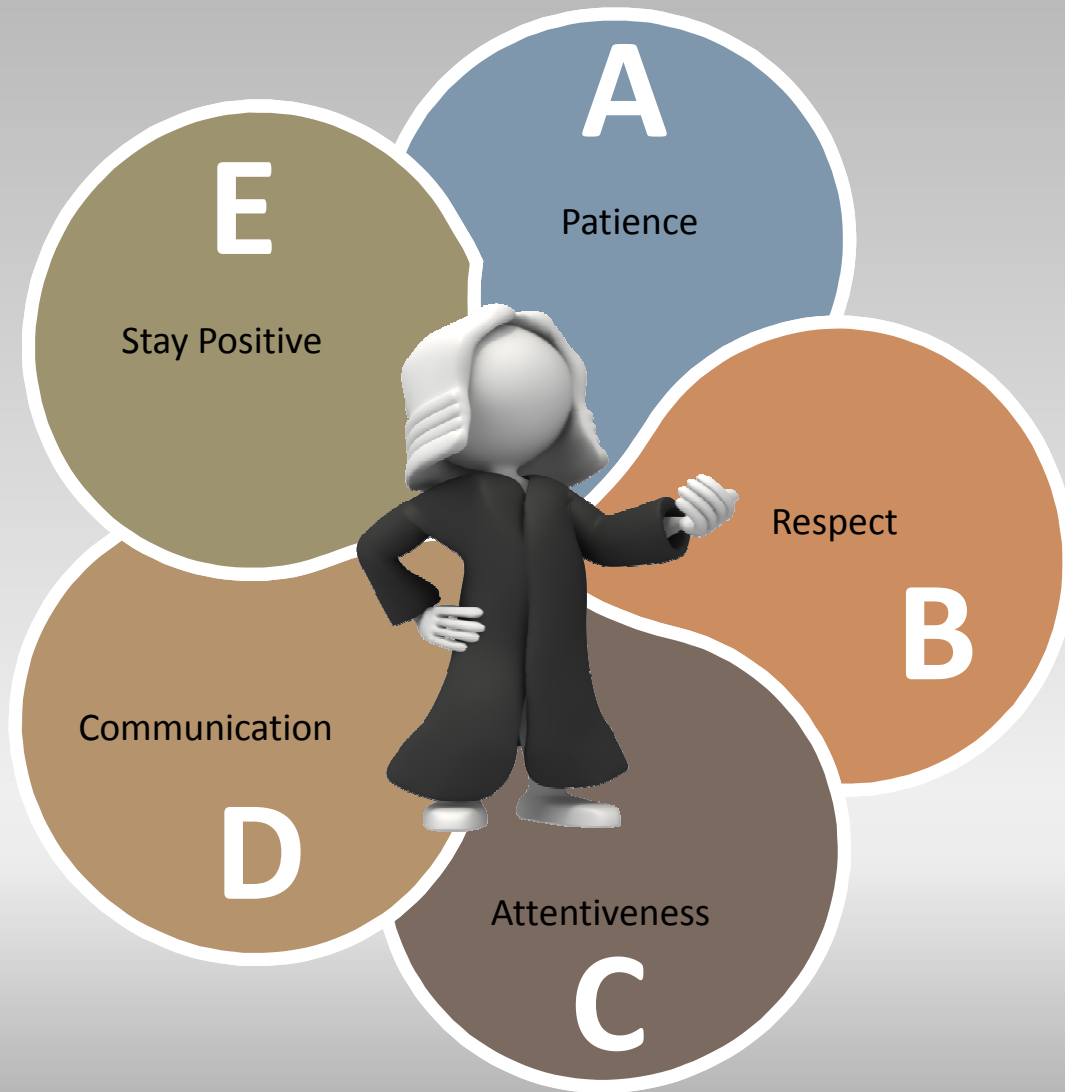 A
Patience
Respect
B
Attentiveness
C
Communication
D
E
Stay Positive